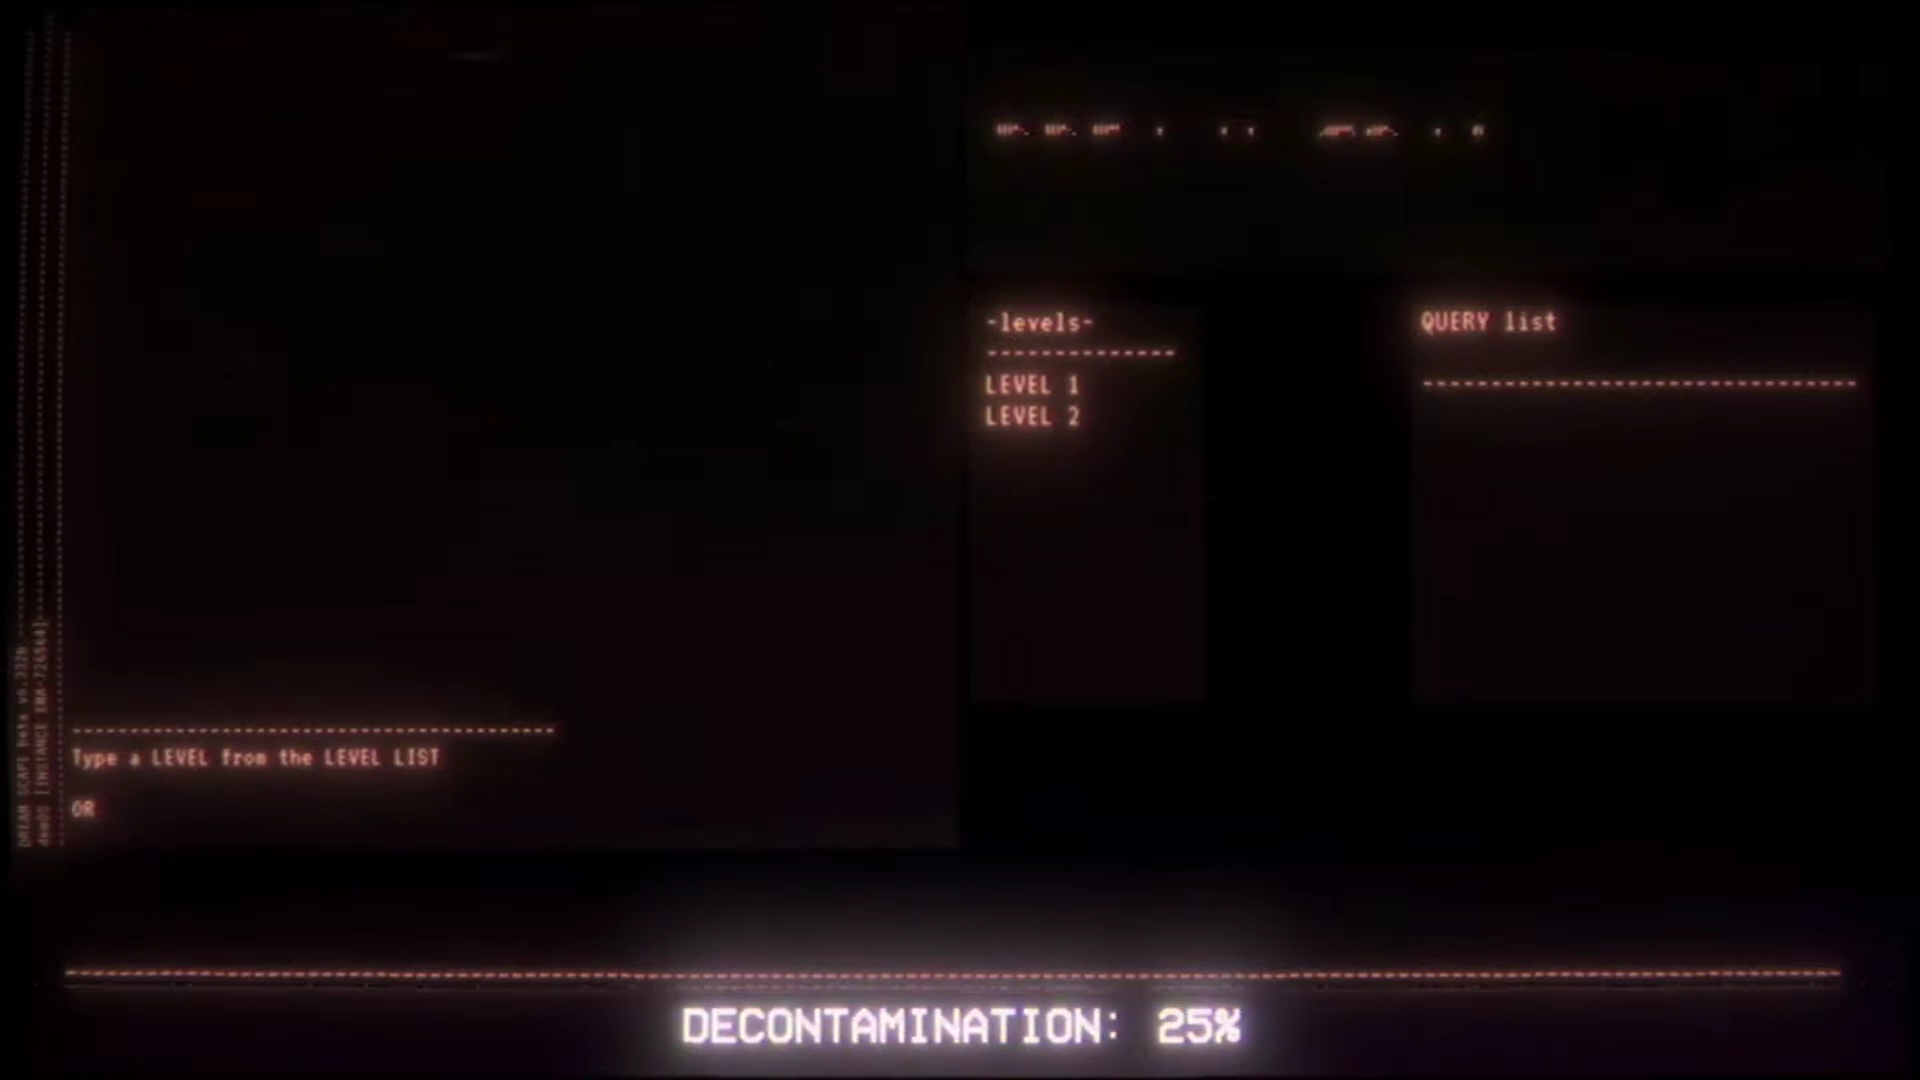 -levels-
LEVEL 1
LEVEL 2
QUERY list
Type a LEVEL from the LEVEL LIST
OR
DECONTAMINATION: 25%